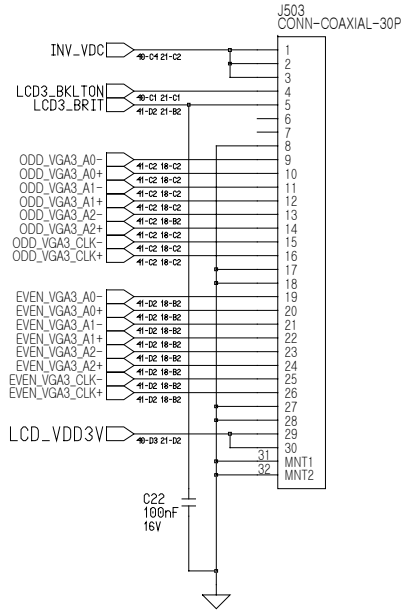 J503
CONN-COAXIAL-30P
INV_VDC 40-C4 21-C2 1
2
3
LCD3_BKLTON 40-C1 21-C1 4
LCD3_BRIT 41-D2 21-B2 5
6
7
8
ODD_VGA3_A0- 41-C2 18-C2 9
ODD_VGA3_A0+ 41-C2 18-C2 10
ODD_VGA3_A1- 41-C2 18-C2 11
ODD_VGA3_A1+ 41-C2 18-C2 12
ODD_VGA3_A2- 41-C2 18-B2 13
ODD_VGA3_A2+ 41-C2 18-C2 14
ODD_VGA3_CLK- 41-C2 18-C2 15
ODD_VGA3_CLK+ 41-C2 18-C2 16
17
18
EVEN_VGA3_A0- 41-D2 18-B2 19
EVEN_VGA3_A0+ 41-D2 18-B2 20
EVEN_VGA3_A1- 41-D2 18-B2 21
EVEN_VGA3_A1+ 41-D2 18-B2 22
EVEN_VGA3_A2- 41-D2 18-B2 23
EVEN_VGA3_A2+ 41-D2 18-B2 24
EVEN_VGA3_CLK- 41-D2 18-B2 25
EVEN_VGA3_CLK+ 41-D2 18-B2 26
27
28
LCD_VDD3V 40-D3 21-D2 29
30
31 MNT1
32 MNT2
C22
100nF
16V